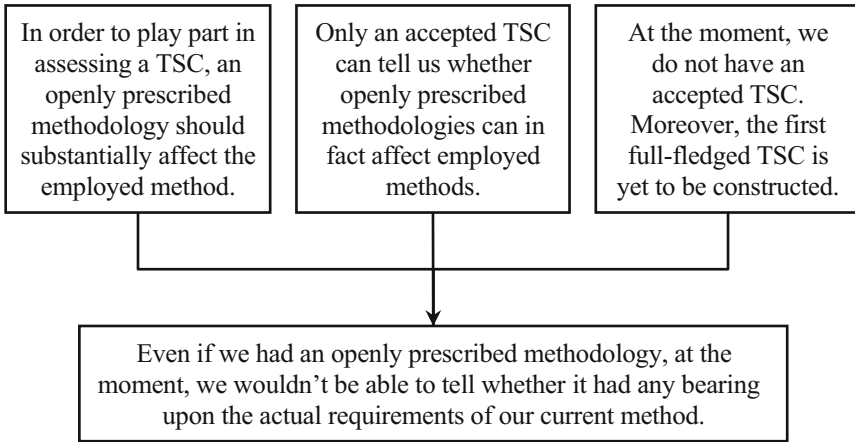 In order to play part in
assessing a TSC, an
openly prescribed
methodology should
substantially affect the
employed method.
Only an accepted TSC
can tell us whether
openly prescribed
methodologies can in
fact affect employed
methods.
At the moment, we
do not have an
accepted TSC.
Moreover, the first
full-fledged TSC is
yet to be constructed.
Even if we had an openly prescribed methodology, at the
moment, we wouldn’t be able to tell whether it had any bearing
upon the actual requirements of our current method.